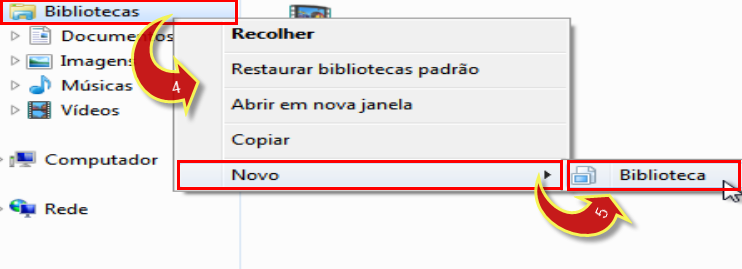 Bibliotecas
Documentos
Imagens
Músicas
Vídeos
Computador
Rede
4
Recolher
Restaurar bibliotecas padrão
Abrir em nova janela
Copiar
Novo
5
Biblioteca